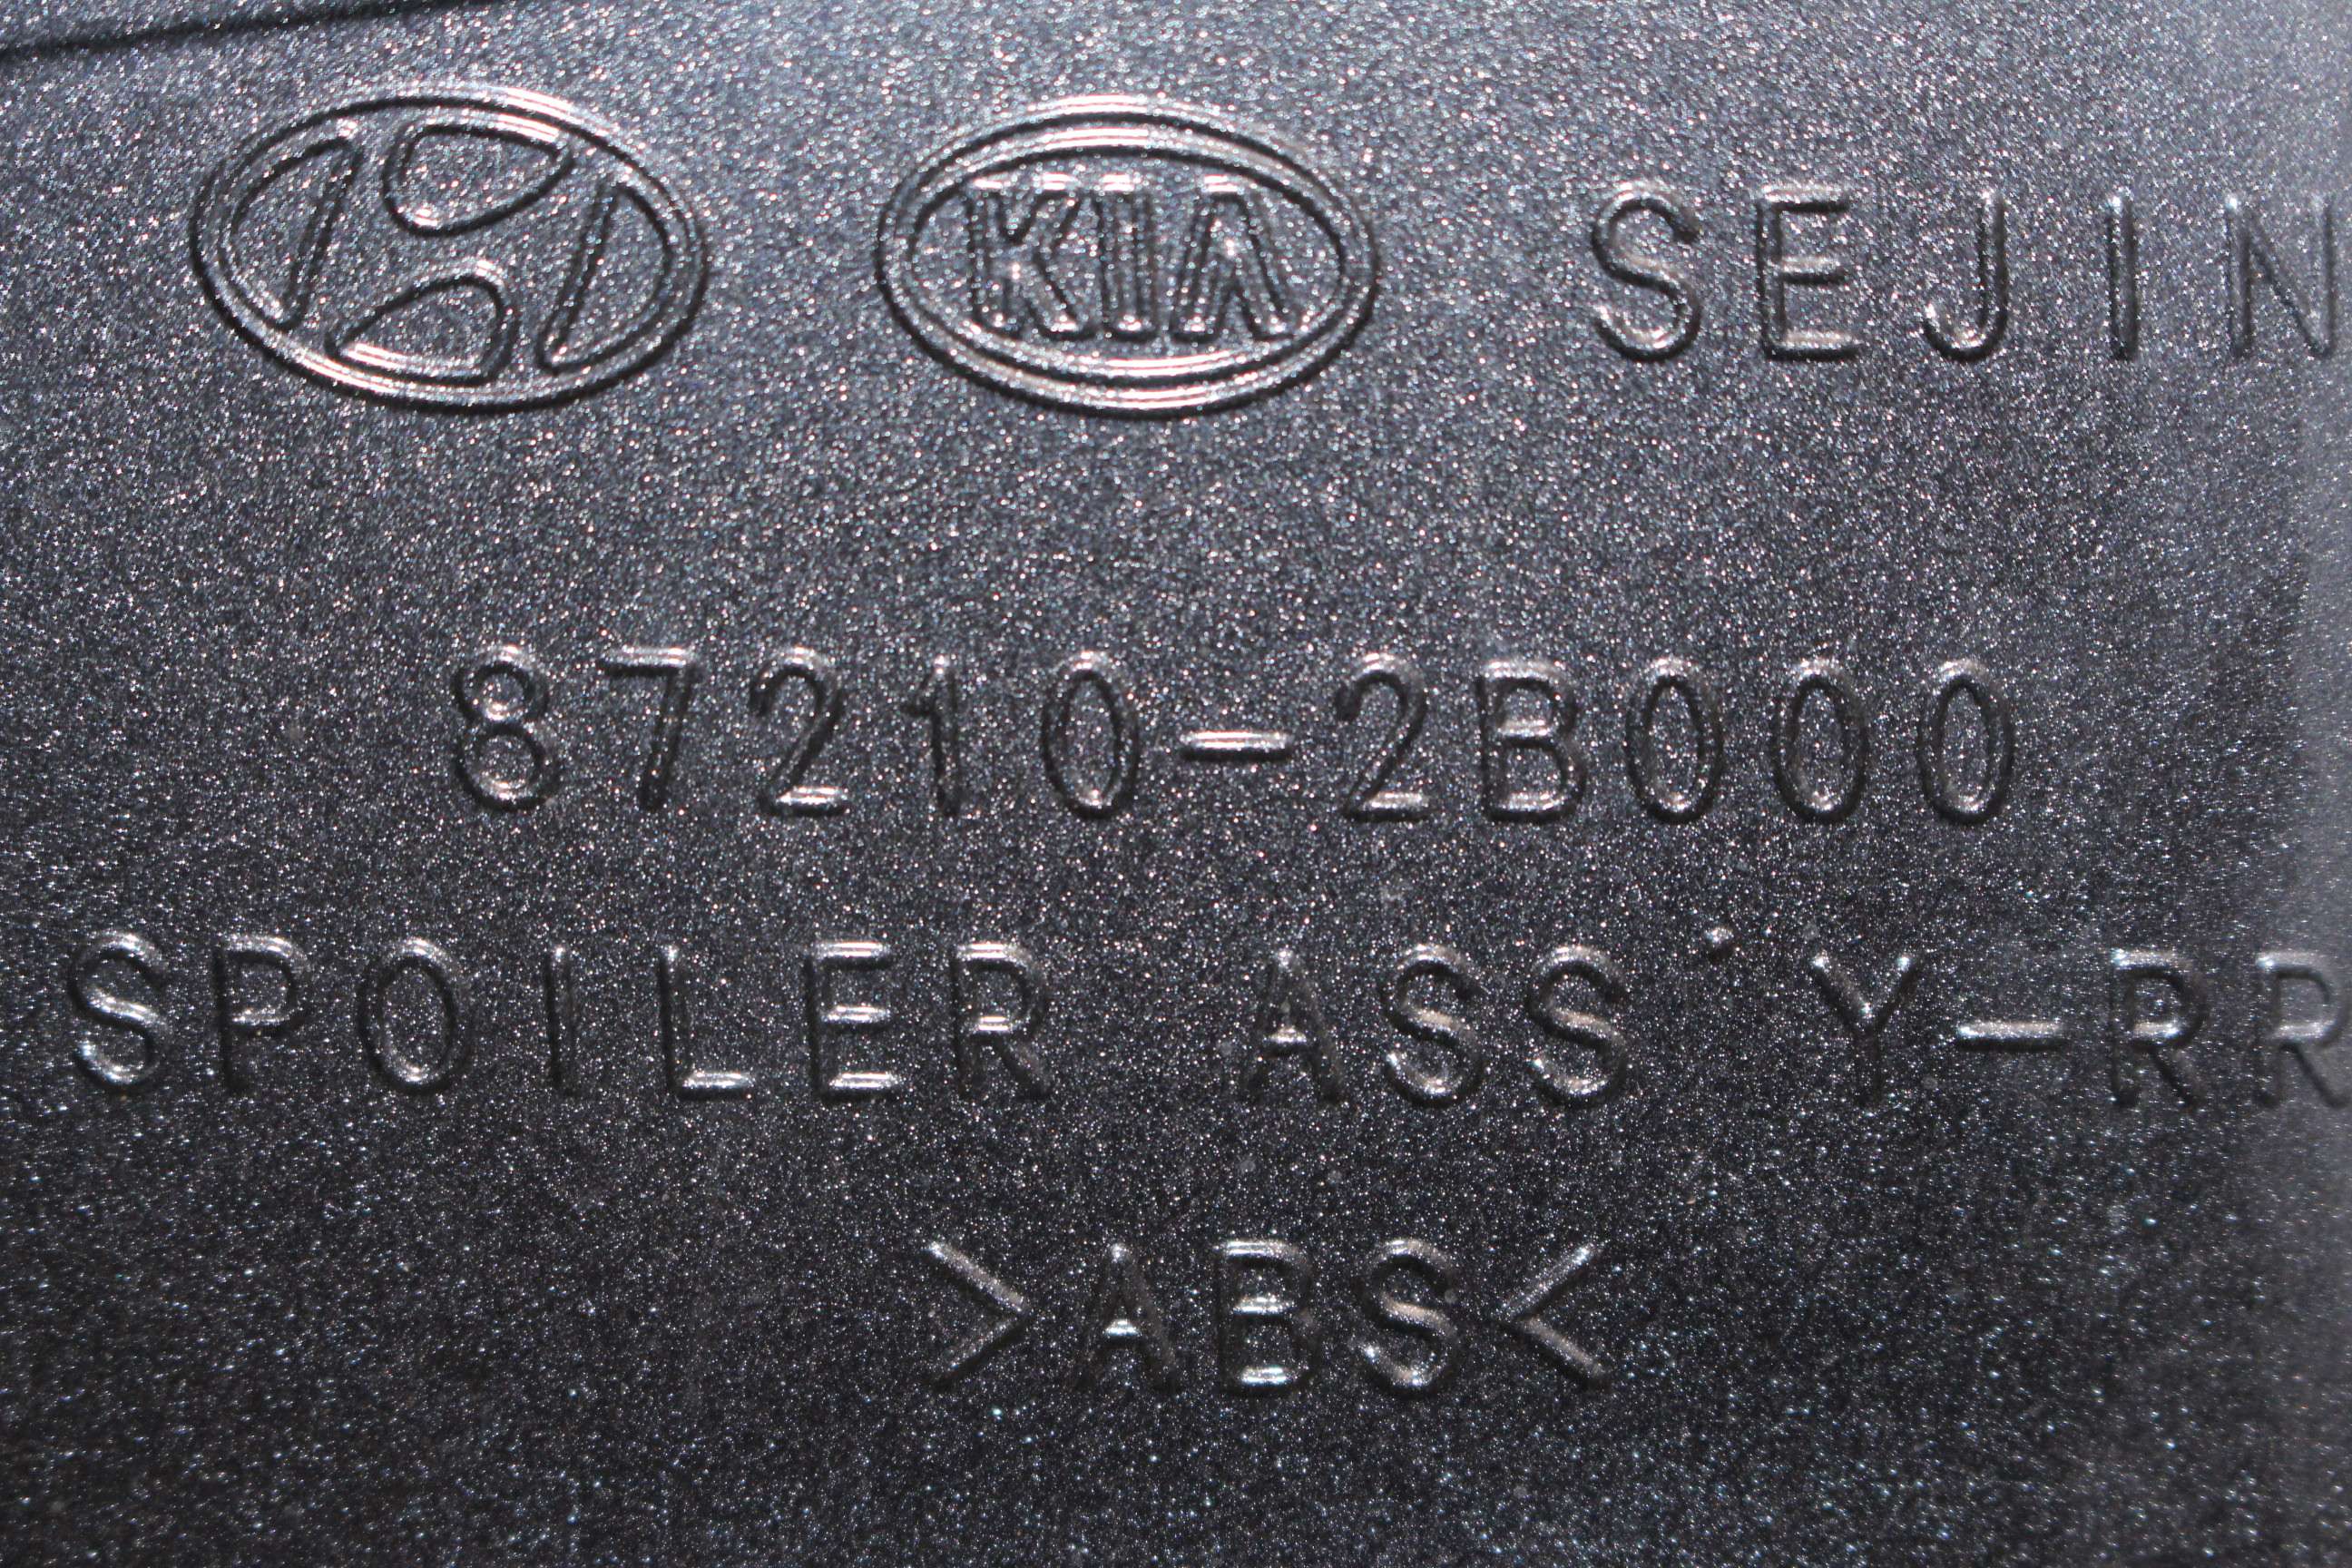 KIA SEJIN
87210-2B000
SPOILER ASS'Y-RR
>ABS<